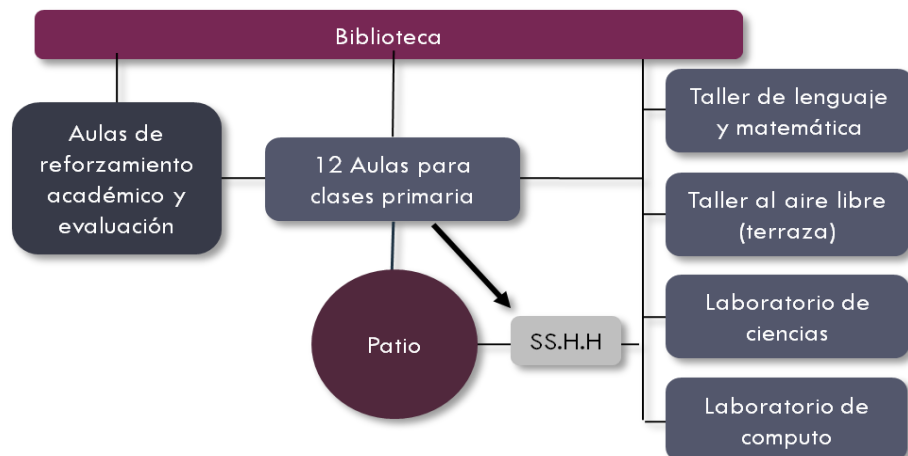 Biblioteca
Aulas de
reforzamiento
académico y
evaluación
12 Aulas para
clases primaria
Taller de lenguaje
y matemática
Taller al aire libre
(terraza)
Patio
SS.H.H
Laboratorio de
ciencias
Laboratorio de
computo